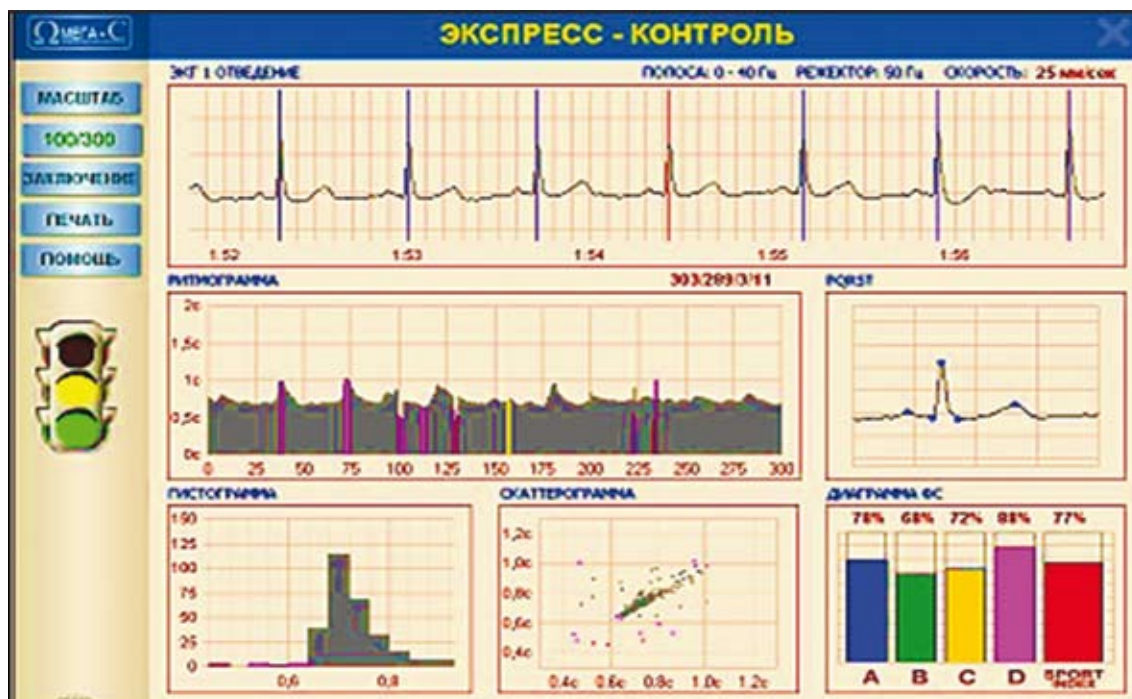 ΩМЕГА-С
ЭКСПРЕСС - КОНТРОЛЬ
ЭКГ 1 ОТВЕДЕНИЕ
ПОЛОСА: 0 - 40 Гц РЕЖЕКТОР: 50 Гц СКОРОСТЬ: 25 мм/сек
МАСШТАБ
100/300
ЗАКЛЮЧЕНИЕ
ПЕЧАТЬ
ПОМОЩЬ
1:52 1:53 1:54 1:55 1:56
РИТМОГРАММА 303/289/3/11
2с
1,5с
1с
0,5с
0с
0 25 50 75 100 125 150 175 200 225 250 275 300
PQRST
ГИСТОГРАММА
150
125
100
75
50
25
0
0,6 0,8
СКАТТЕРОГРАММА
1,2с
1,0с
0,8с
0,6с
0,4с
0.4с 0.6с 0.8с 1.0с 1.2с
ДИАГРАММА ФС
78% 68% 72% 88% 77%
A B C D SPORT
INDEX